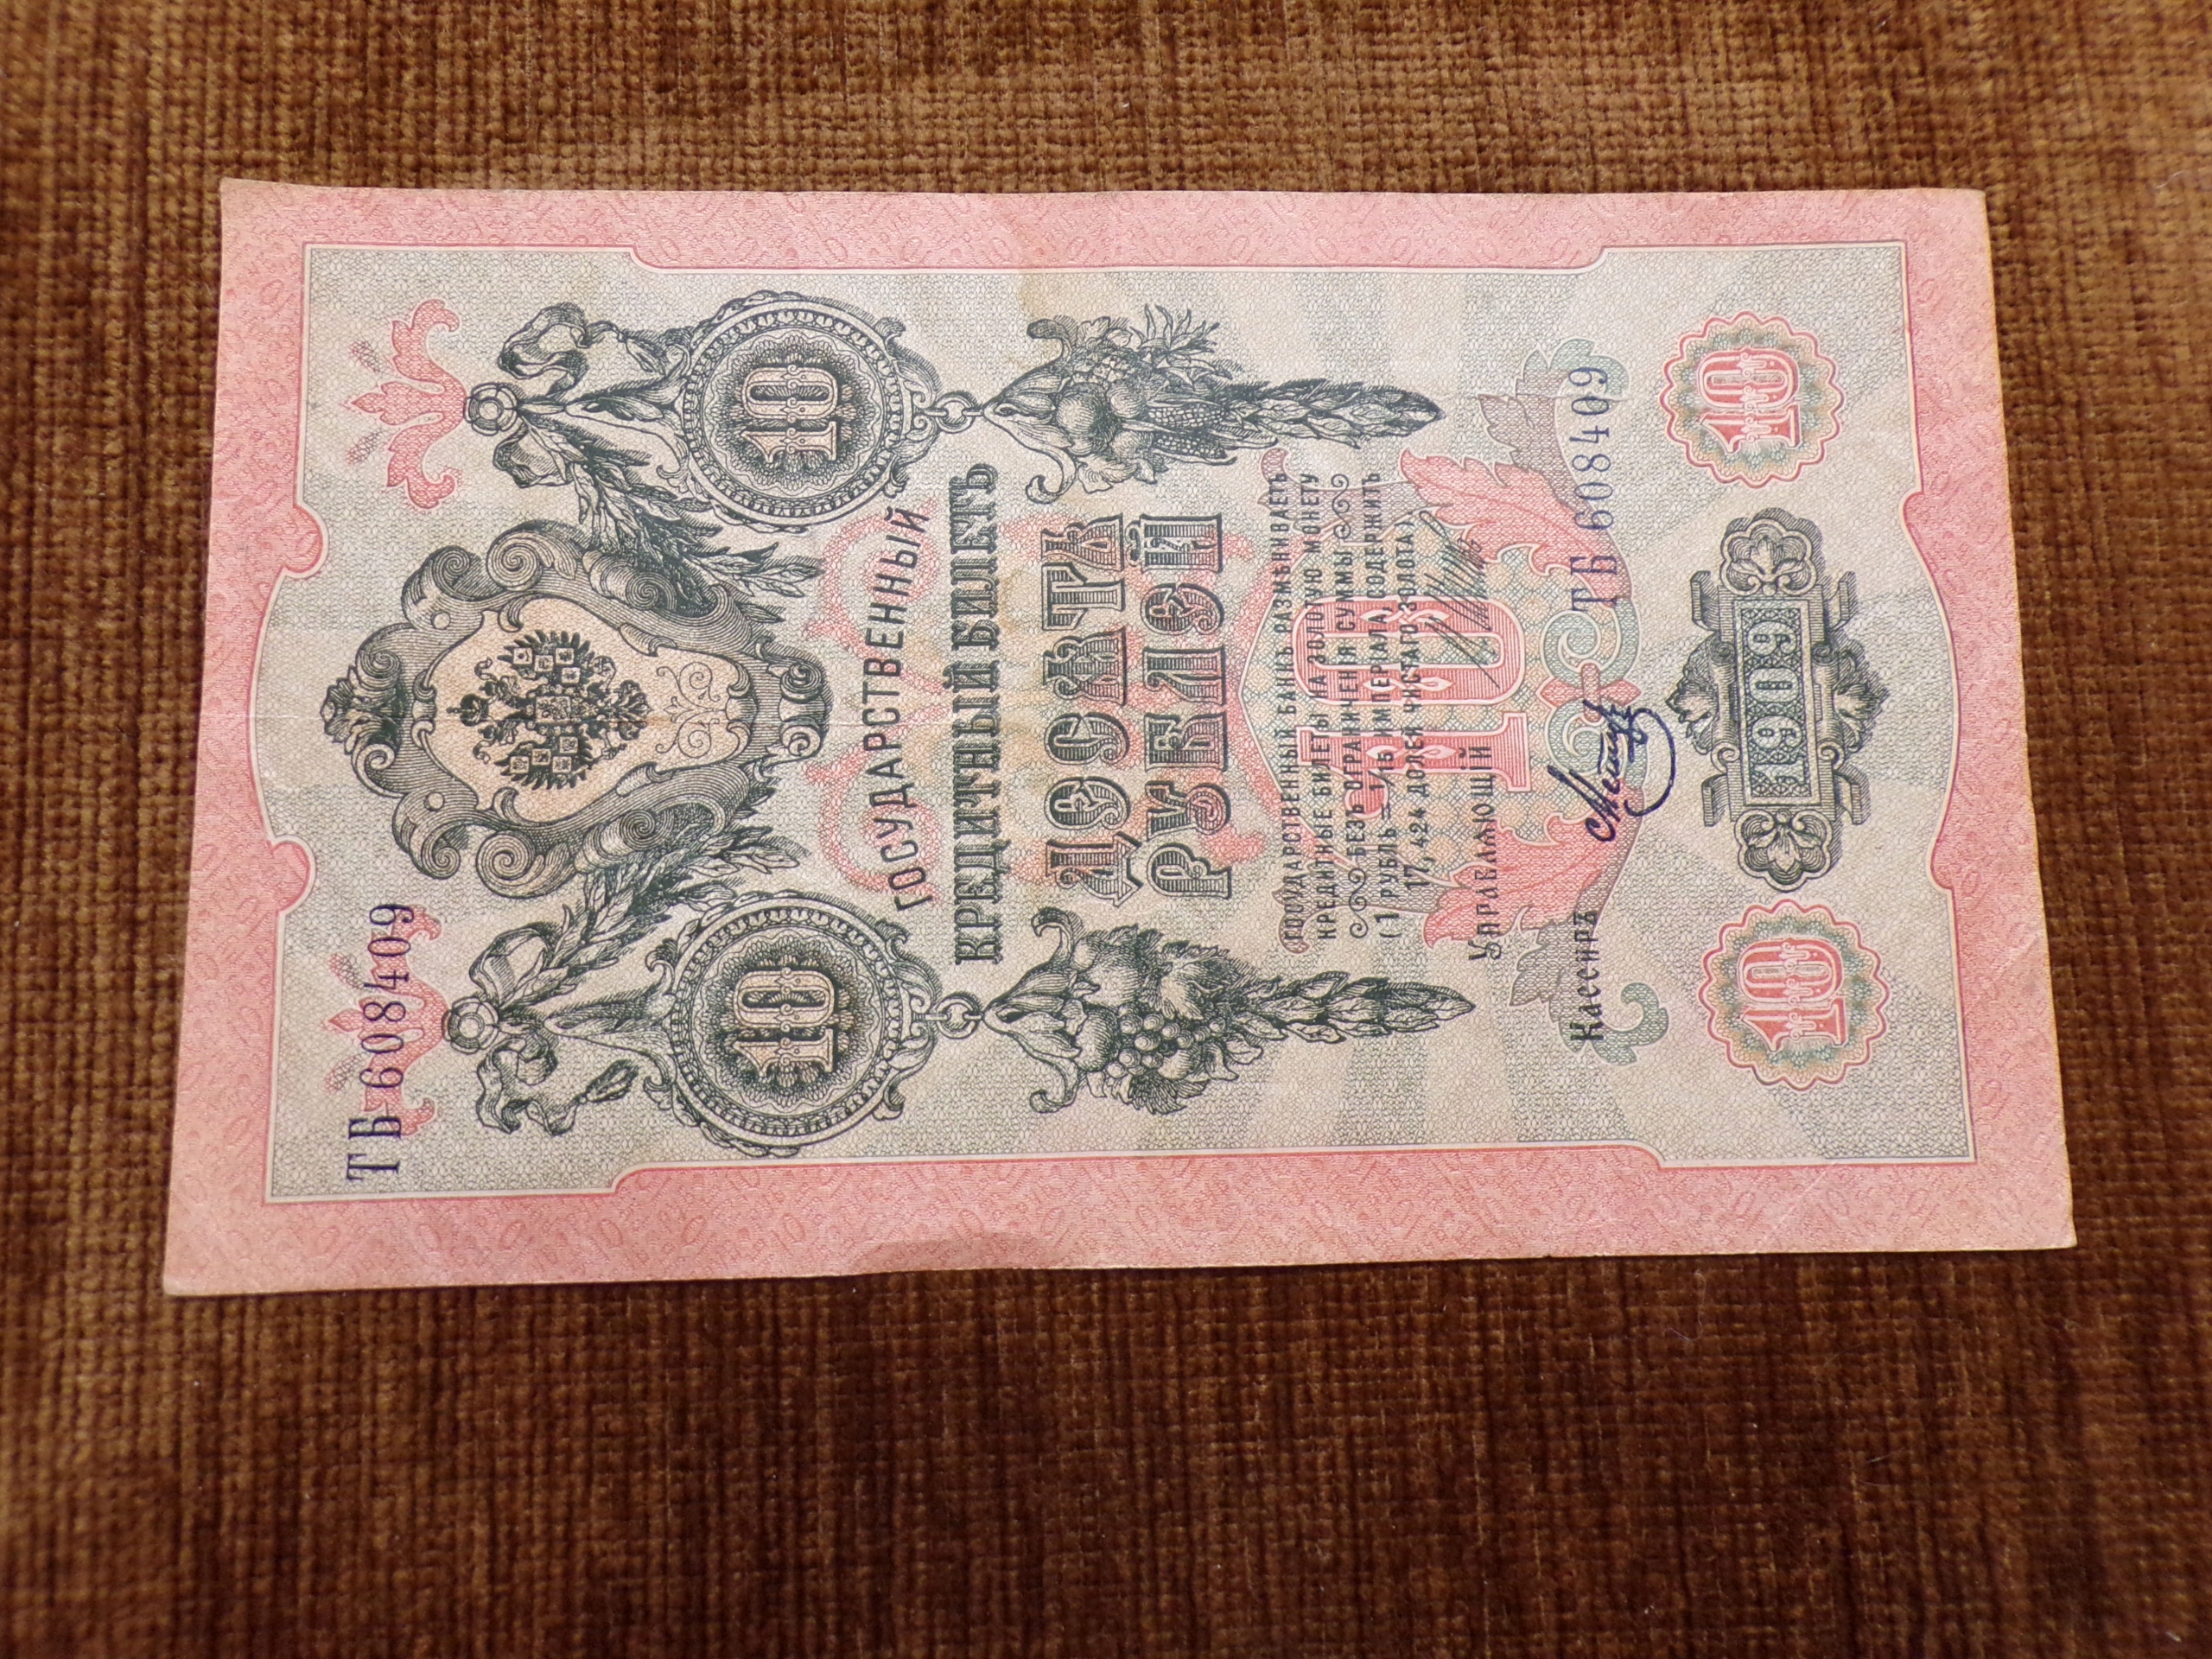 ТБ 608409
10
10
ГОСУДАРСТВЕННЫЙ
КРЕДИТНЫЙ БИЛЕТЪ
ДЕСЯТЬ
РУБЛЕЙ
ГОСУДАРСТВЕННЫЙ БАНКЪ РАЗМѢНИВАЕТЪ
КРЕДИТНЫЕ БИЛЕТЫ НА ЗОЛОТУЮ МОНЕТУ
БЕЗЪ ОГРАНИЧЕНІЯ СУММЫ
(1 РУБЛЬ = 1/15 ИМПЕРІАЛА, СОДЕРЖИТЪ
17,424 ДОЛЕЙ ЧИСТАГО ЗОЛОТА).
10
Управляющій
Кассиръ
ТБ 608409
10
1909
10